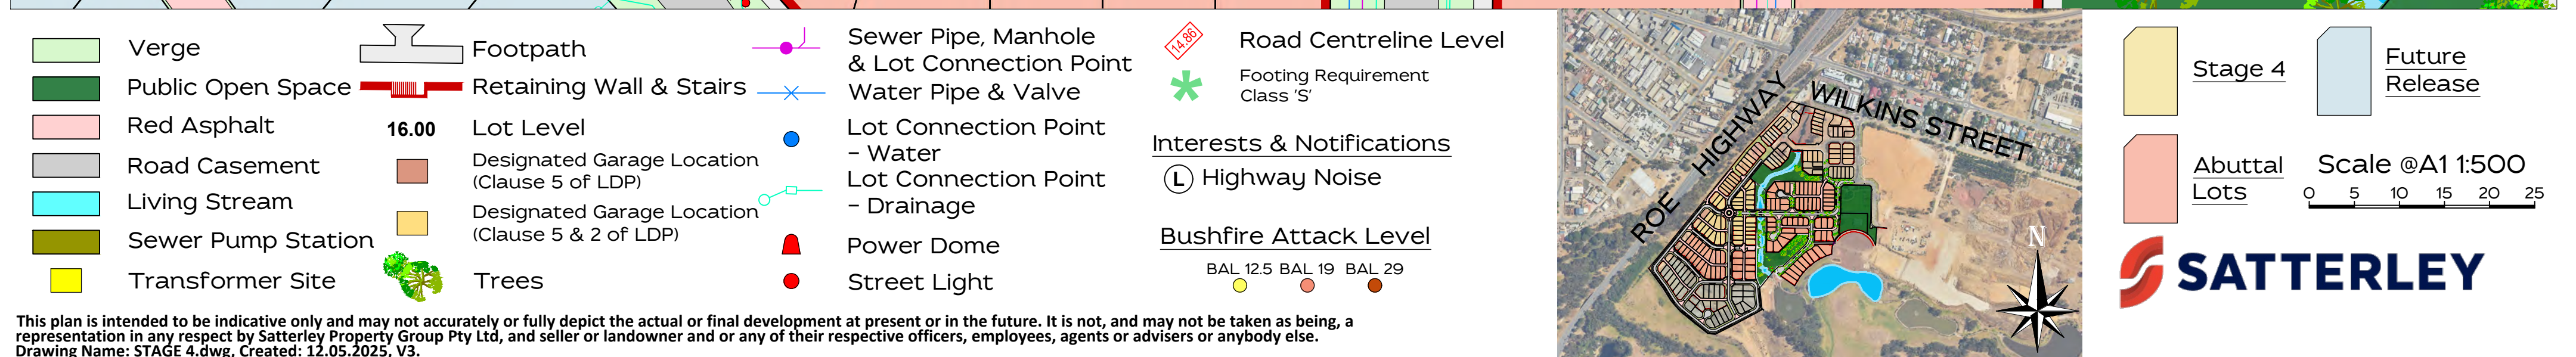 Verge
Public Open Space
Red Asphalt
Road Casement
Living Stream
Sewer Pump Station
Transformer Site
Footpath
Retaining Wall & Stairs
16.00 Lot Level
Designated Garage Location
(Clause 5 of LDP)
Designated Garage Location
(Clause 5 & 2 of LDP)
Trees
Sewer Pipe, Manhole
& Lot Connection Point
Water Pipe & Valve
Lot Connection Point
– Water
Lot Connection Point
– Drainage
Power Dome
Street Light
14.86 Road Centreline Level
Footing Requirement
Class 'S'
Interests & Notifications
L Highway Noise
Bushfire Attack Level
BAL 12.5 BAL 19 BAL 29
ROE HIGHWAY
WILKINS STREET
N
Stage 4
Future
Release
Abuttal
Lots
Scale @A1 1:500
0 5 10 15 20 25
SATTERLEY
This plan is intended to be indicative only and may not accurately or fully depict the actual or final development at present or in the future. It is not, and may not be taken as being, a
representation in any respect by Satterley Property Group Pty Ltd, and seller or landowner and or any of their respective officers, employees, agents or advisers or anybody else.
Drawing Name: STAGE 4.dwg, Created: 12.05.2025, V3.